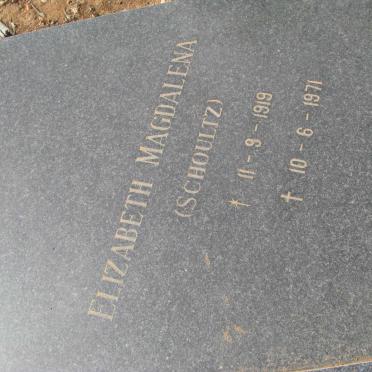 ELIZABETH MAGDALENA
(SCHOULTZ)
* 11-9-1919
† 10-6-1971